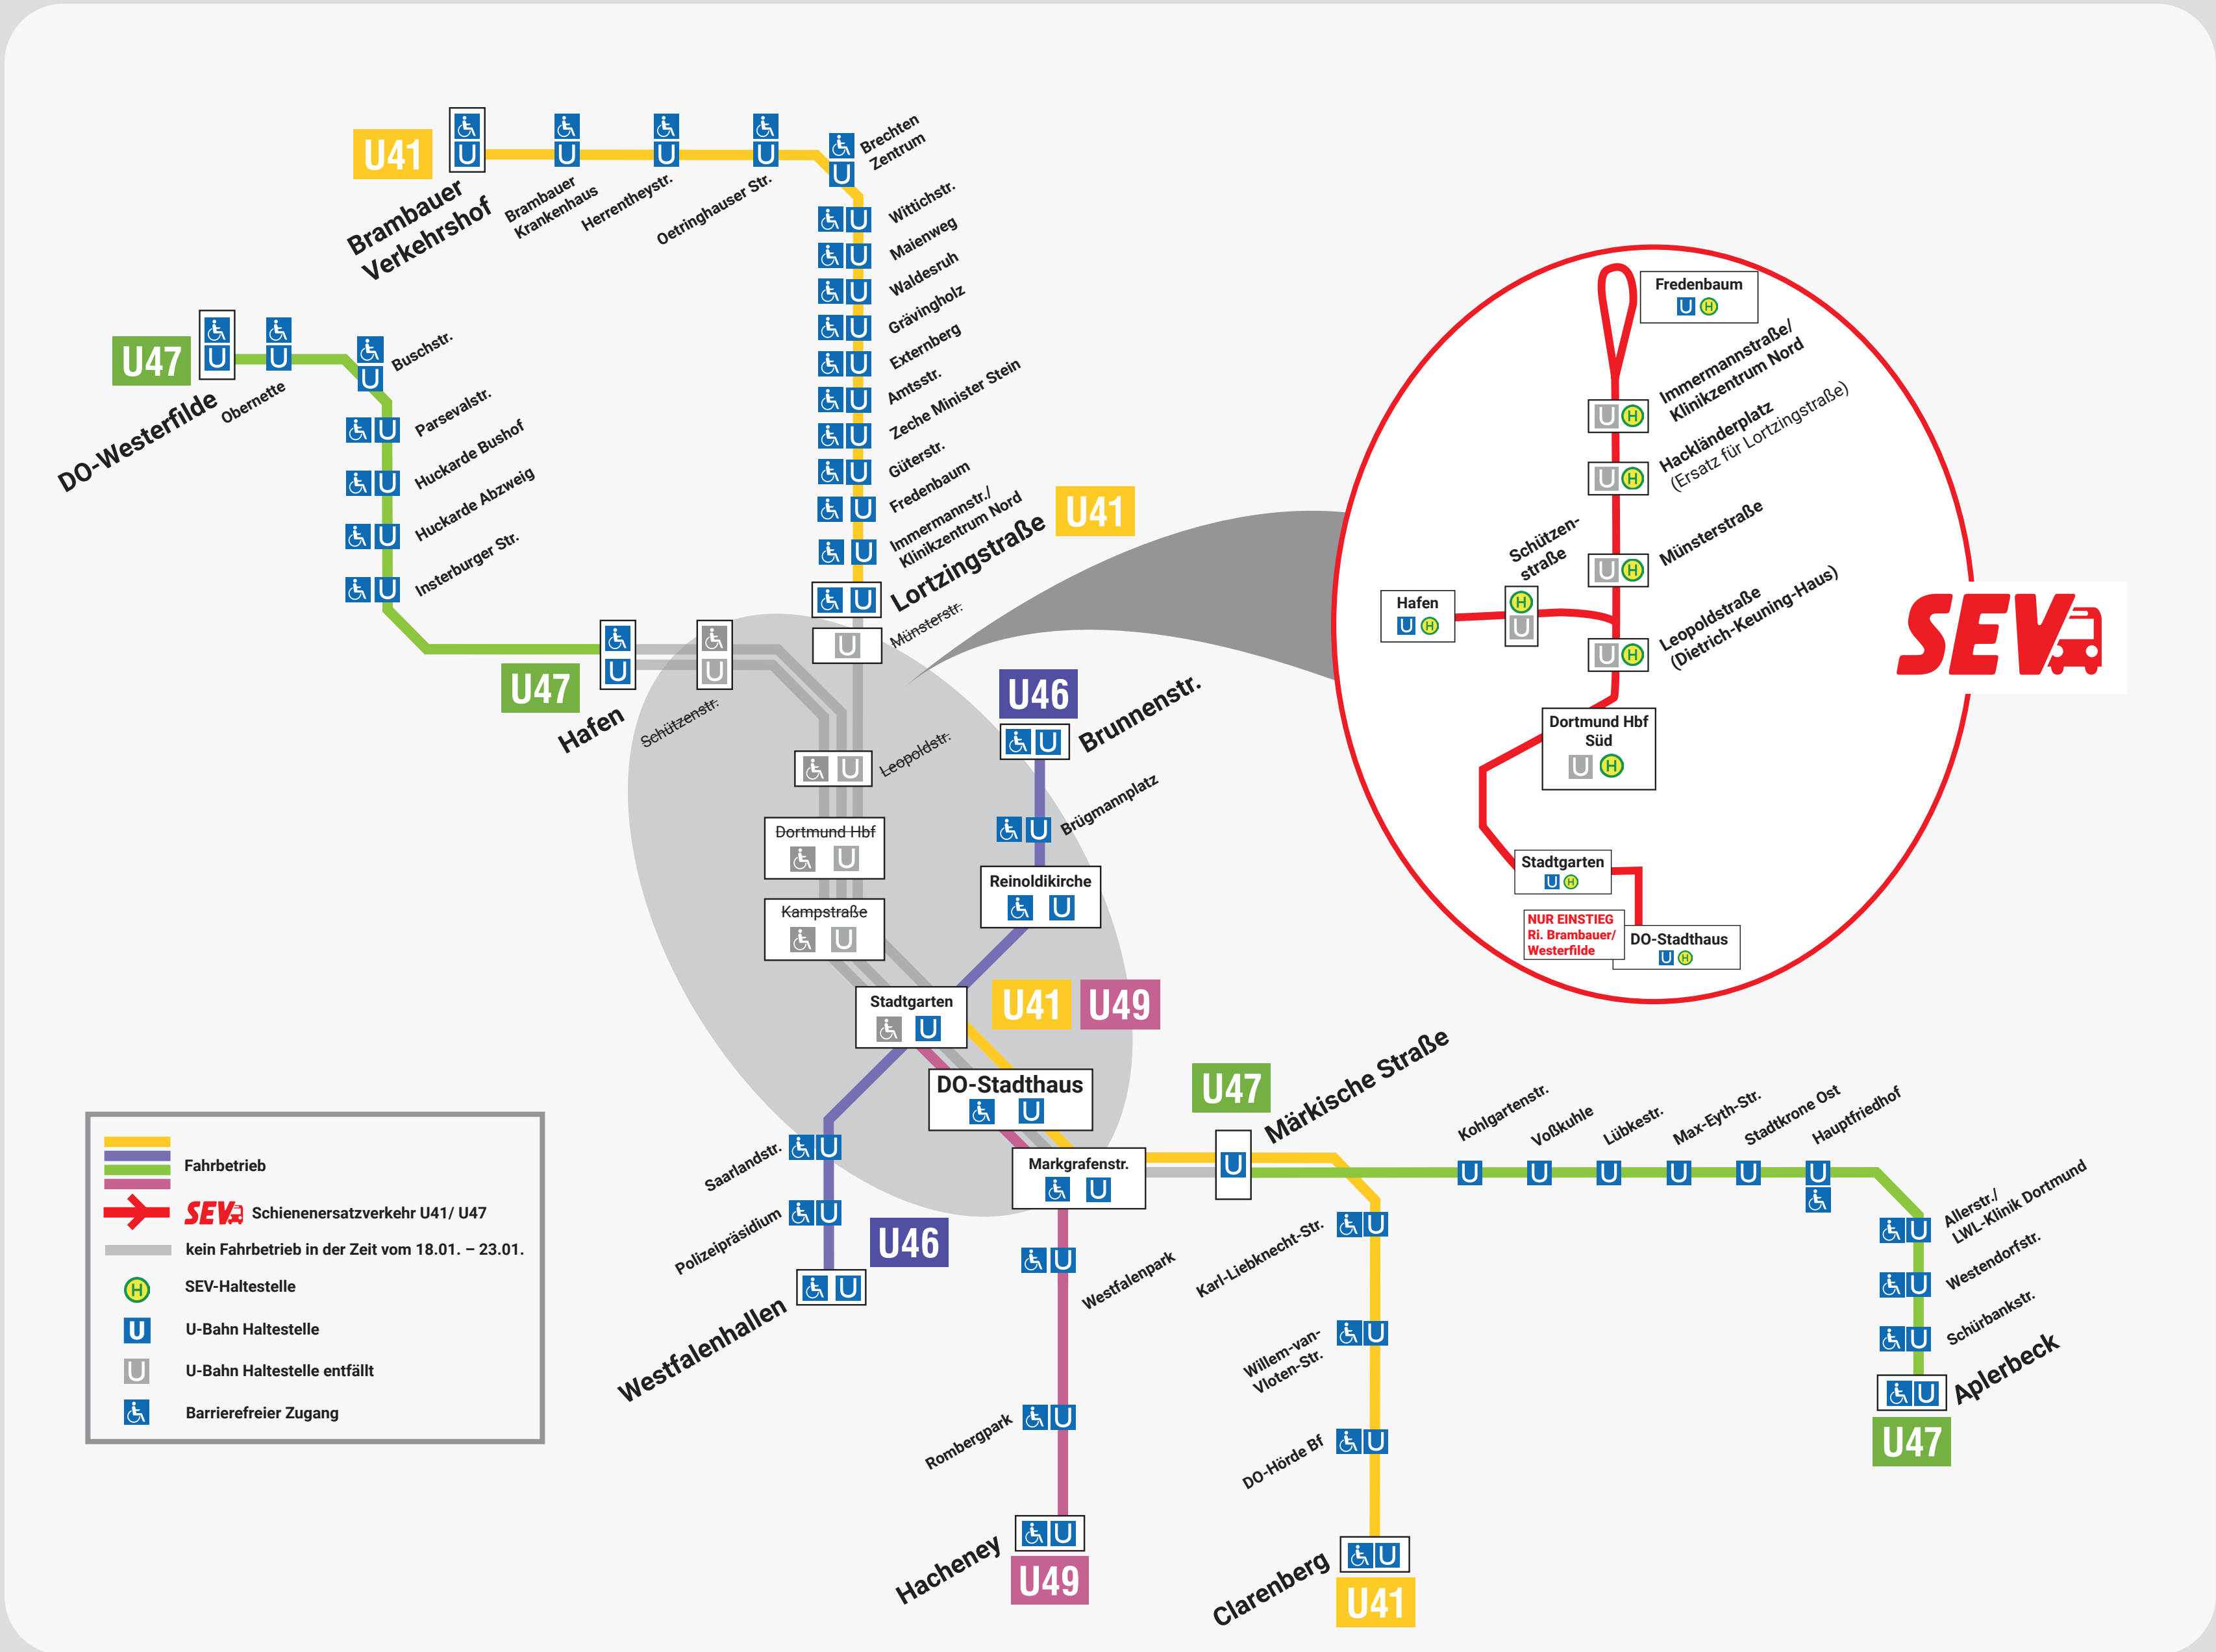 U41
Brambauer
Verkehrshof
Brambauer
Krankenhaus
Herrentheystr.
Oetringhauser Str.
Brechten
Zentrum
Wittichstr.
Maienweg
Waldesruh
Grävingholz
Externberg
Amtsstr.
Zeche Minister Stein
Güterstr.
Fredenbaum
Immermannstr./
Klinikzentrum Nord
Lortzingstraße
U41
Münsterstr.
U47
DO-Westerfilde
Obernette
Buschstr.
Parsevalstr.
Huckarde Bushof
Huckarde Abzweig
Insterburger Str.
U47
Hafen
Schützenstr.
Leopoldstr.
Dortmund Hbf
Kampstraße
U46
Brunnenstr.
Brügmannplatz
Reinoldikirche
Stadtgarten
U41
U49
DO-Stadthaus
Markgrafenstr.
Saarlandstr.
Polizeipräsidium
U46
Westfalenhallen
Westfalenpark
Rombergpark
Hacheney
U49
U47
Märkische Straße
Karl-Liebknecht-Str.
Willem-van-
Vloten-Str.
DO-Hörde Bf
Clarenberg
U41
Kohlgartenstr.
Voßkuhle
Lübkestr.
Max-Eyth-Str.
Stadtkrone Ost
Hauptfriedhof
Allerstr./
LWL-Klinik Dortmund
Westendorfstr.
Schürbankstr.
Aplerbeck
U47
Fredenbaum
U H
Immermannstraße/
Klinikzentrum Nord
U H
Hackländerplatz
(Ersatz für Lortzingstraße)
U H
Münsterstraße
U H
Schützen-
straße
H
U
Hafen
U H
Leopoldstraße
(Dietrich-Keuning-Haus)
U H
Dortmund Hbf
Süd
U H
Stadtgarten
U H
NUR EINSTIEG
Ri. Brambauer/
Westerfilde
DO-Stadthaus
U H
SEV
Fahrbetrieb
SEV Schienenersatzverkehr U41/ U47
kein Fahrbetrieb in der Zeit vom 18.01. – 23.01.
H SEV-Haltestelle
U U-Bahn Haltestelle
U U-Bahn Haltestelle entfällt
Barrierefreier Zugang